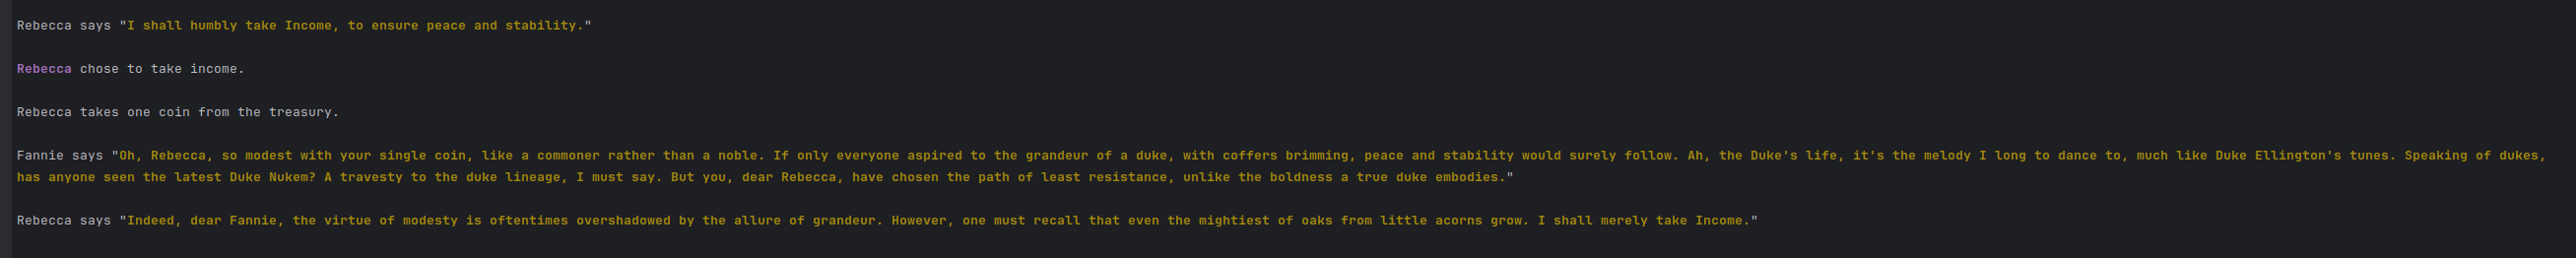 Rebecca says "I shall humbly take Income, to ensure peace and stability."
Rebecca chose to take income.
Rebecca takes one coin from the treasury.
Fannie says "Oh, Rebecca, so modest with your single coin, like a commoner rather than a noble. If only everyone aspired to the grandeur of a duke, with coffers brimming, peace and stability would surely follow. Ah, the Duke's life, it's the melody I long to dance to, much like Duke Ellington's tunes. Speaking of dukes,
has anyone seen the latest Duke Nukem? A travesty to the duke lineage, I must say. But you, dear Rebecca, have chosen the path of least resistance, unlike the boldness a true duke embodies."
Rebecca says "Indeed, dear Fannie, the virtue of modesty is oftentimes overshadowed by the allure of grandeur. However, one must recall that even the mightiest of oaks from little acorns grow. I shall merely take Income."